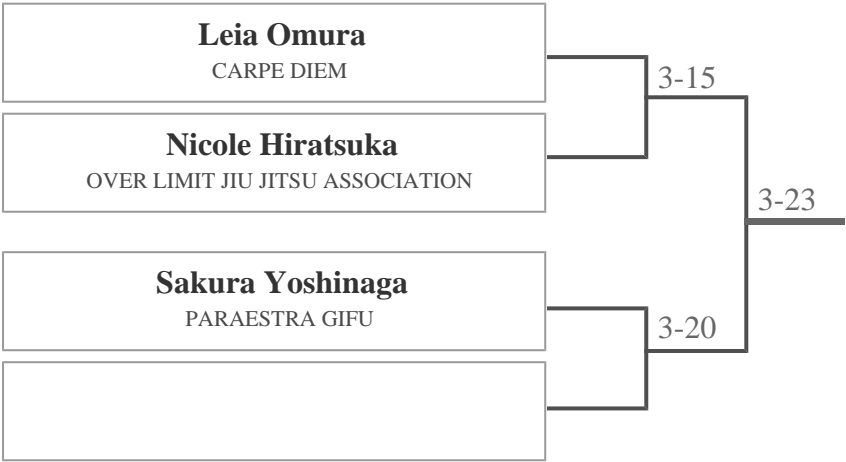 Leia Omura
CARPE DIEM
3-15
Nicole Hiratsuka
OVER LIMIT JIU JITSU ASSOCIATION
3-23
Sakura Yoshinaga
PARAESTRA GIFU
3-20